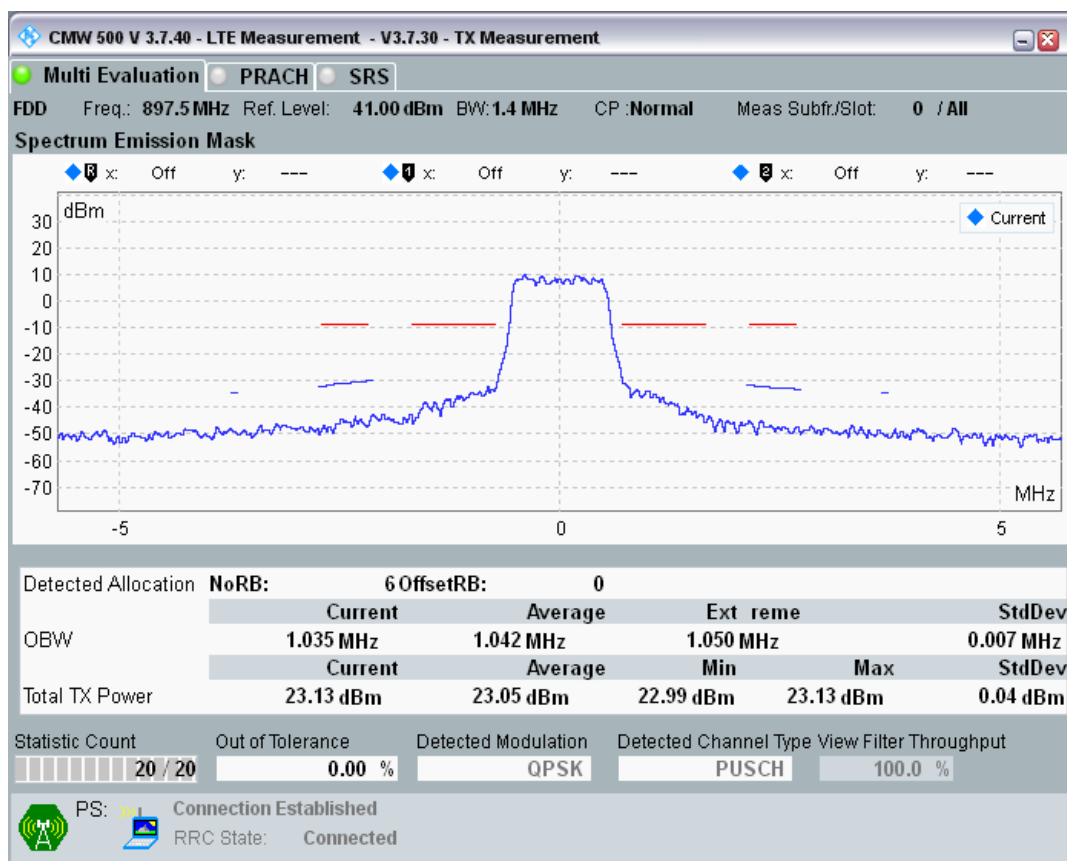 CMW 500 V 3.7.40 - LTE Measurement - V3.7.30 - TX Measurement
Multi Evaluation PRACH SRS
FDD Freq.: 897.5 MHz Ref. Level: 41.00 dBm BW: 1.4 MHz CP :Normal Meas Subfr./Slot: 0 / All
Spectrum Emission Mask
R x: Off y: --- 1 x: Off y: --- 2 x: Off y: ---
dBm
Current
30
20
10
0
-10
-20
-30
-40
-50
-60
-70
MHz
-5 0 5
Detected Allocation NoRB: 6 OffsetRB: 0
Current Average Ext reme StdDev
OBW 1.035 MHz 1.042 MHz 1.050 MHz 0.007 MHz
Current Average Min Max StdDev
Total TX Power 23.13 dBm 23.05 dBm 22.99 dBm 23.13 dBm 0.04 dBm
Statistic Count Out of Tolerance Detected Modulation Detected Channel Type View Filter Throughput
20 / 20 0.00 % QPSK PUSCH 100.0 %
PS: Connection Established
RRC State: Connected